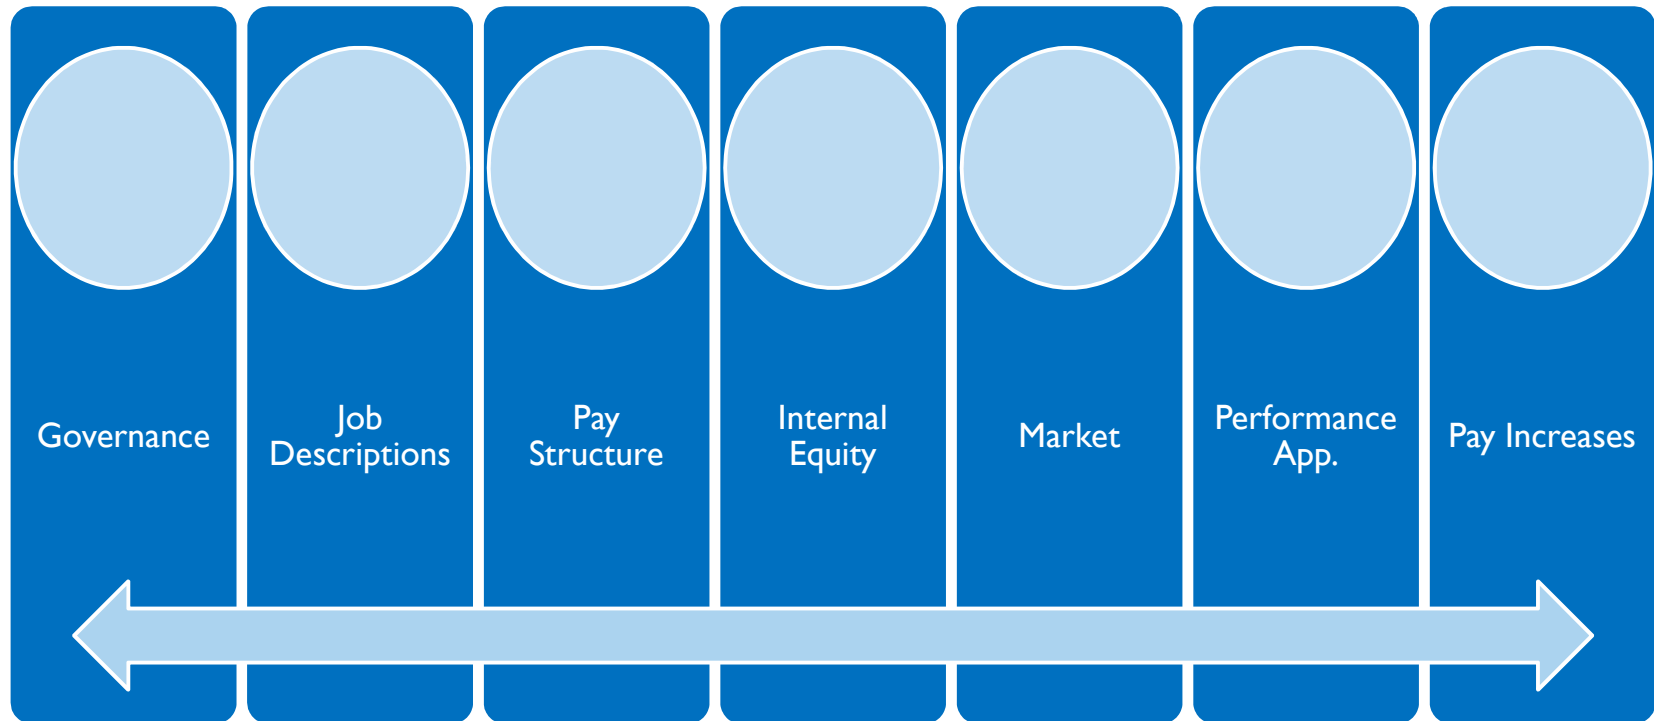 Governance
Job
Descriptions
Pay
Structure
Internal
Equity
Market
Performance
App.
Pay Increases